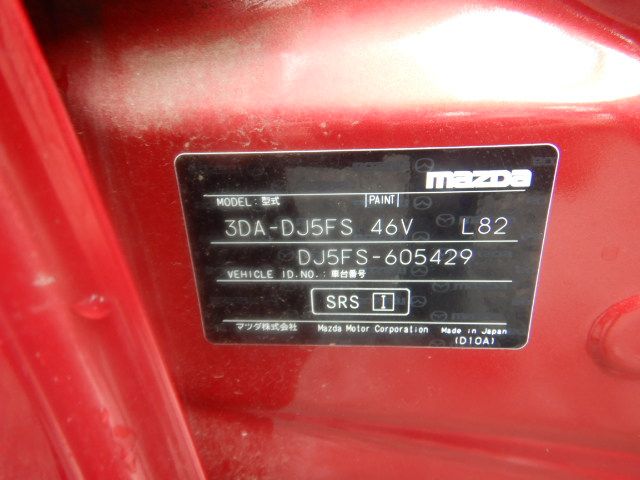 mazda
MODEL : 型式 PAINT
3DA-DJ5FS 46V L82
DJ5FS-605429
VEHICLE ID.NO. : 車台番号
SRS I
マツダ株式会社 Mazda Motor Corporation Made in Japan
(D10A)